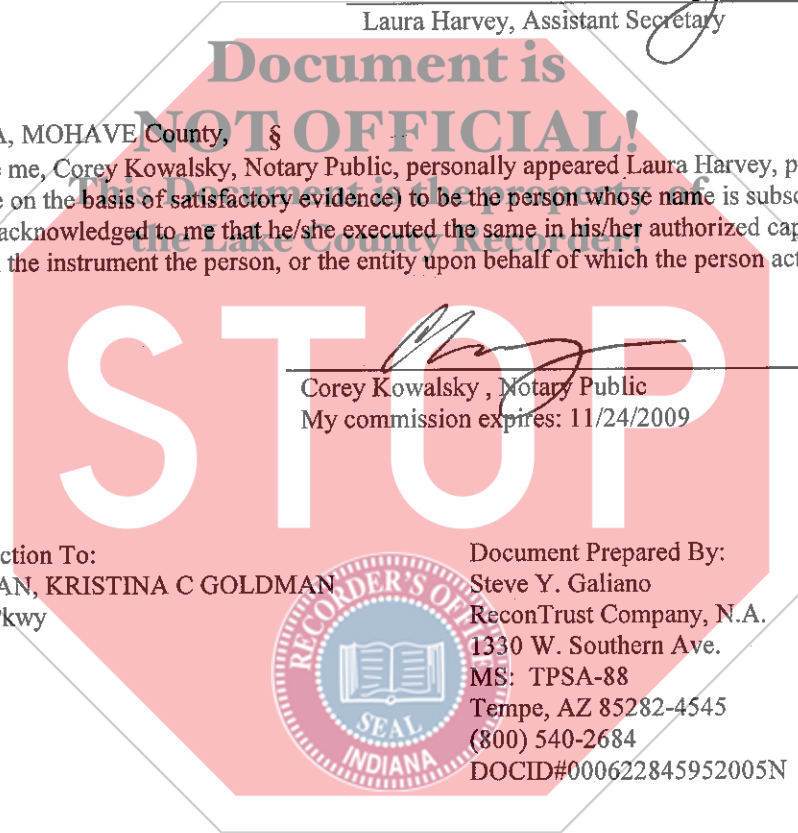 Laura Harvey, Assistant Secretary
Document is
NOT OFFICIAL!
A, MOHAVE County, §
e me, Corey Kowalsky, Notary Public, personally appeared Laura Harvey, p
This Document is the property of
e on the basis of satisfactory evidence) to be the person whose name is subsc
acknowledged to me that he/she executed the same in his/her authorized cap
the Lake County Recorder!
the instrument the person, or the entity upon behalf of which the person act
STOP
Corey Kowalsky , Notary Public
My commission expires: 11/24/2009
ction To:
AN, KRISTINA C GOLDMAN
Pkwy
Document Prepared By:
Steve Y. Galiano
ReconTrust Company, N.A.
1330 W. Southern Ave.
MS: TPSA-88
Tempe, AZ 85282-4545
(800) 540-2684
DOCID#000622845952005N
RECORDER'S OFFICE
SEAL
INDIANA